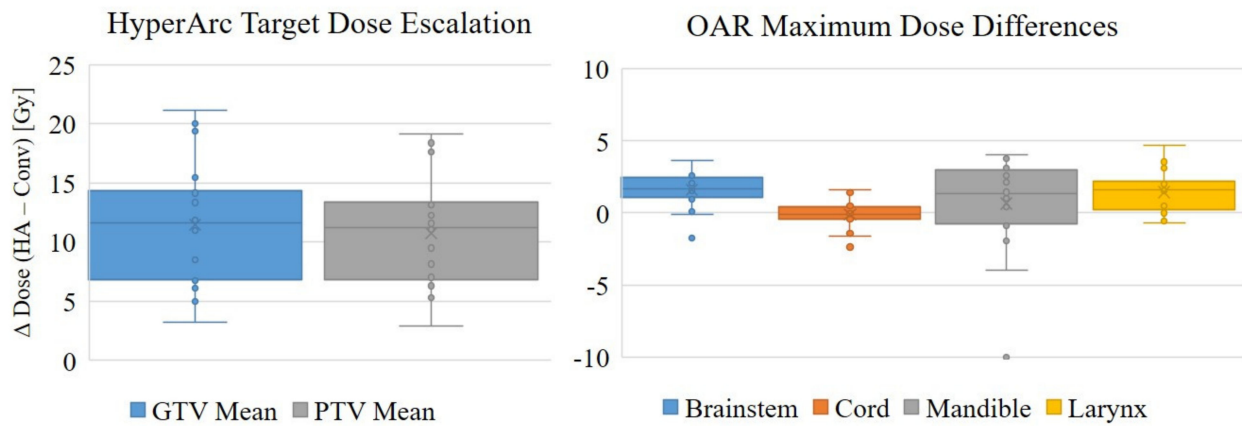 HyperArc Target Dose Escalation
Δ Dose (HA – Conv) [Gy]
25
20
15
10
5
0
GTV Mean PTV Mean
OAR Maximum Dose Differences
10
5
0
-5
-10
Brainstem Cord Mandible Larynx